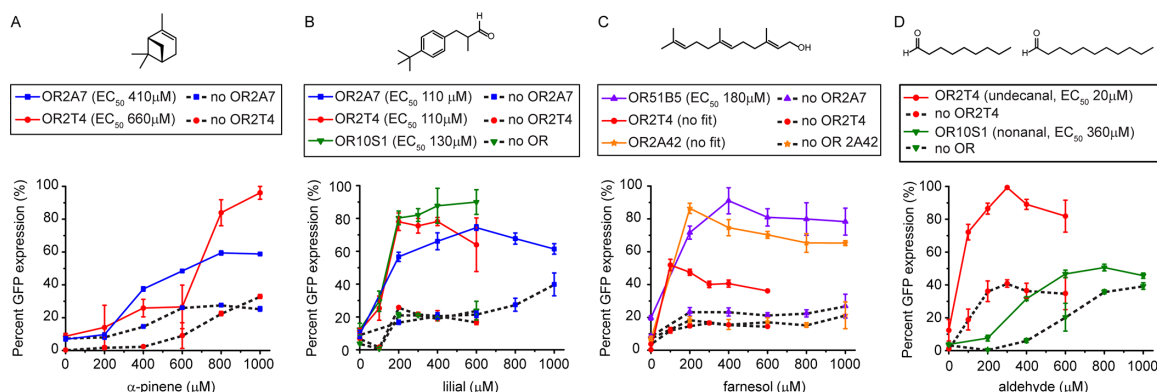 A
OR2A7 (EC50 410μM) no OR2A7
OR2T4 (EC50 660μM) no OR2T4
Percent GFP expression (%)
100
80
60
40
20
0
0 200 400 600 800 1000
α-pinene (μM)
B
O
H
OR2A7 (EC50 110 μM) no OR2A7
OR2T4 (EC50 110μM) no OR2T4
OR10S1 (EC50 130μM) no OR
Percent GFP expression (%)
100
80
60
40
20
0
0 200 400 600 800 1000
lilial (μM)
C
OH
OR51B5 (EC50 180μM) no OR2A7
OR2T4 (no fit) no OR2T4
OR2A42 (no fit) no OR 2A42
Percent GFP expression (%)
100
80
60
40
20
0
0 200 400 600 800 1000
farnesol (μM)
D
O O
H H
OR2T4 (undecanal, EC50 20μM)
no OR2T4
OR10S1 (nonanal, EC50 360μM)
no OR
Percent GFP expression (%)
100
80
60
40
20
0
0 200 400 600 800 1000
aldehyde (μM)